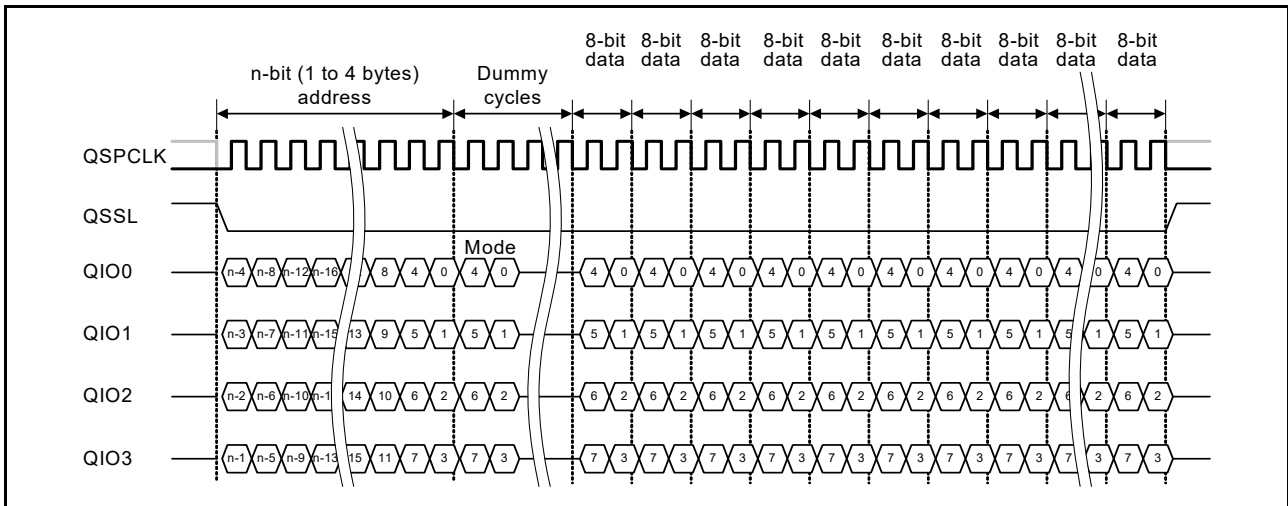 8-bit 8-bit 8-bit 8-bit 8-bit 8-bit 8-bit 8-bit 8-bit 8-bit
data data data data data data data data data data
n-bit (1 to 4 bytes) Dummy
address cycles
QSPCLK
QSSL
Mode
QIO0 n-4 n-8 n-12 n-16 8 4 0 4 0 4 0 4 0 4 0 4 0 4 0 4 0 4 0 4 0 4 0 4 0
QIO1 n-3 n-7 n-11 n-15 13 9 5 1 5 1 5 1 5 1 5 1 5 1 5 1 5 1 5 1 5 1 5 1 5 1
QIO2 n-2 n-6 n-10 14 10 6 2 6 2 6 2 6 2 6 2 6 2 6 2 6 2 6 2 6 2 6 2 6 2
QIO3 n-1 n-5 n-9 n-13 15 11 7 3 7 3 7 3 7 3 7 3 7 3 7 3 7 3 7 3 7 3 7 3 7 3